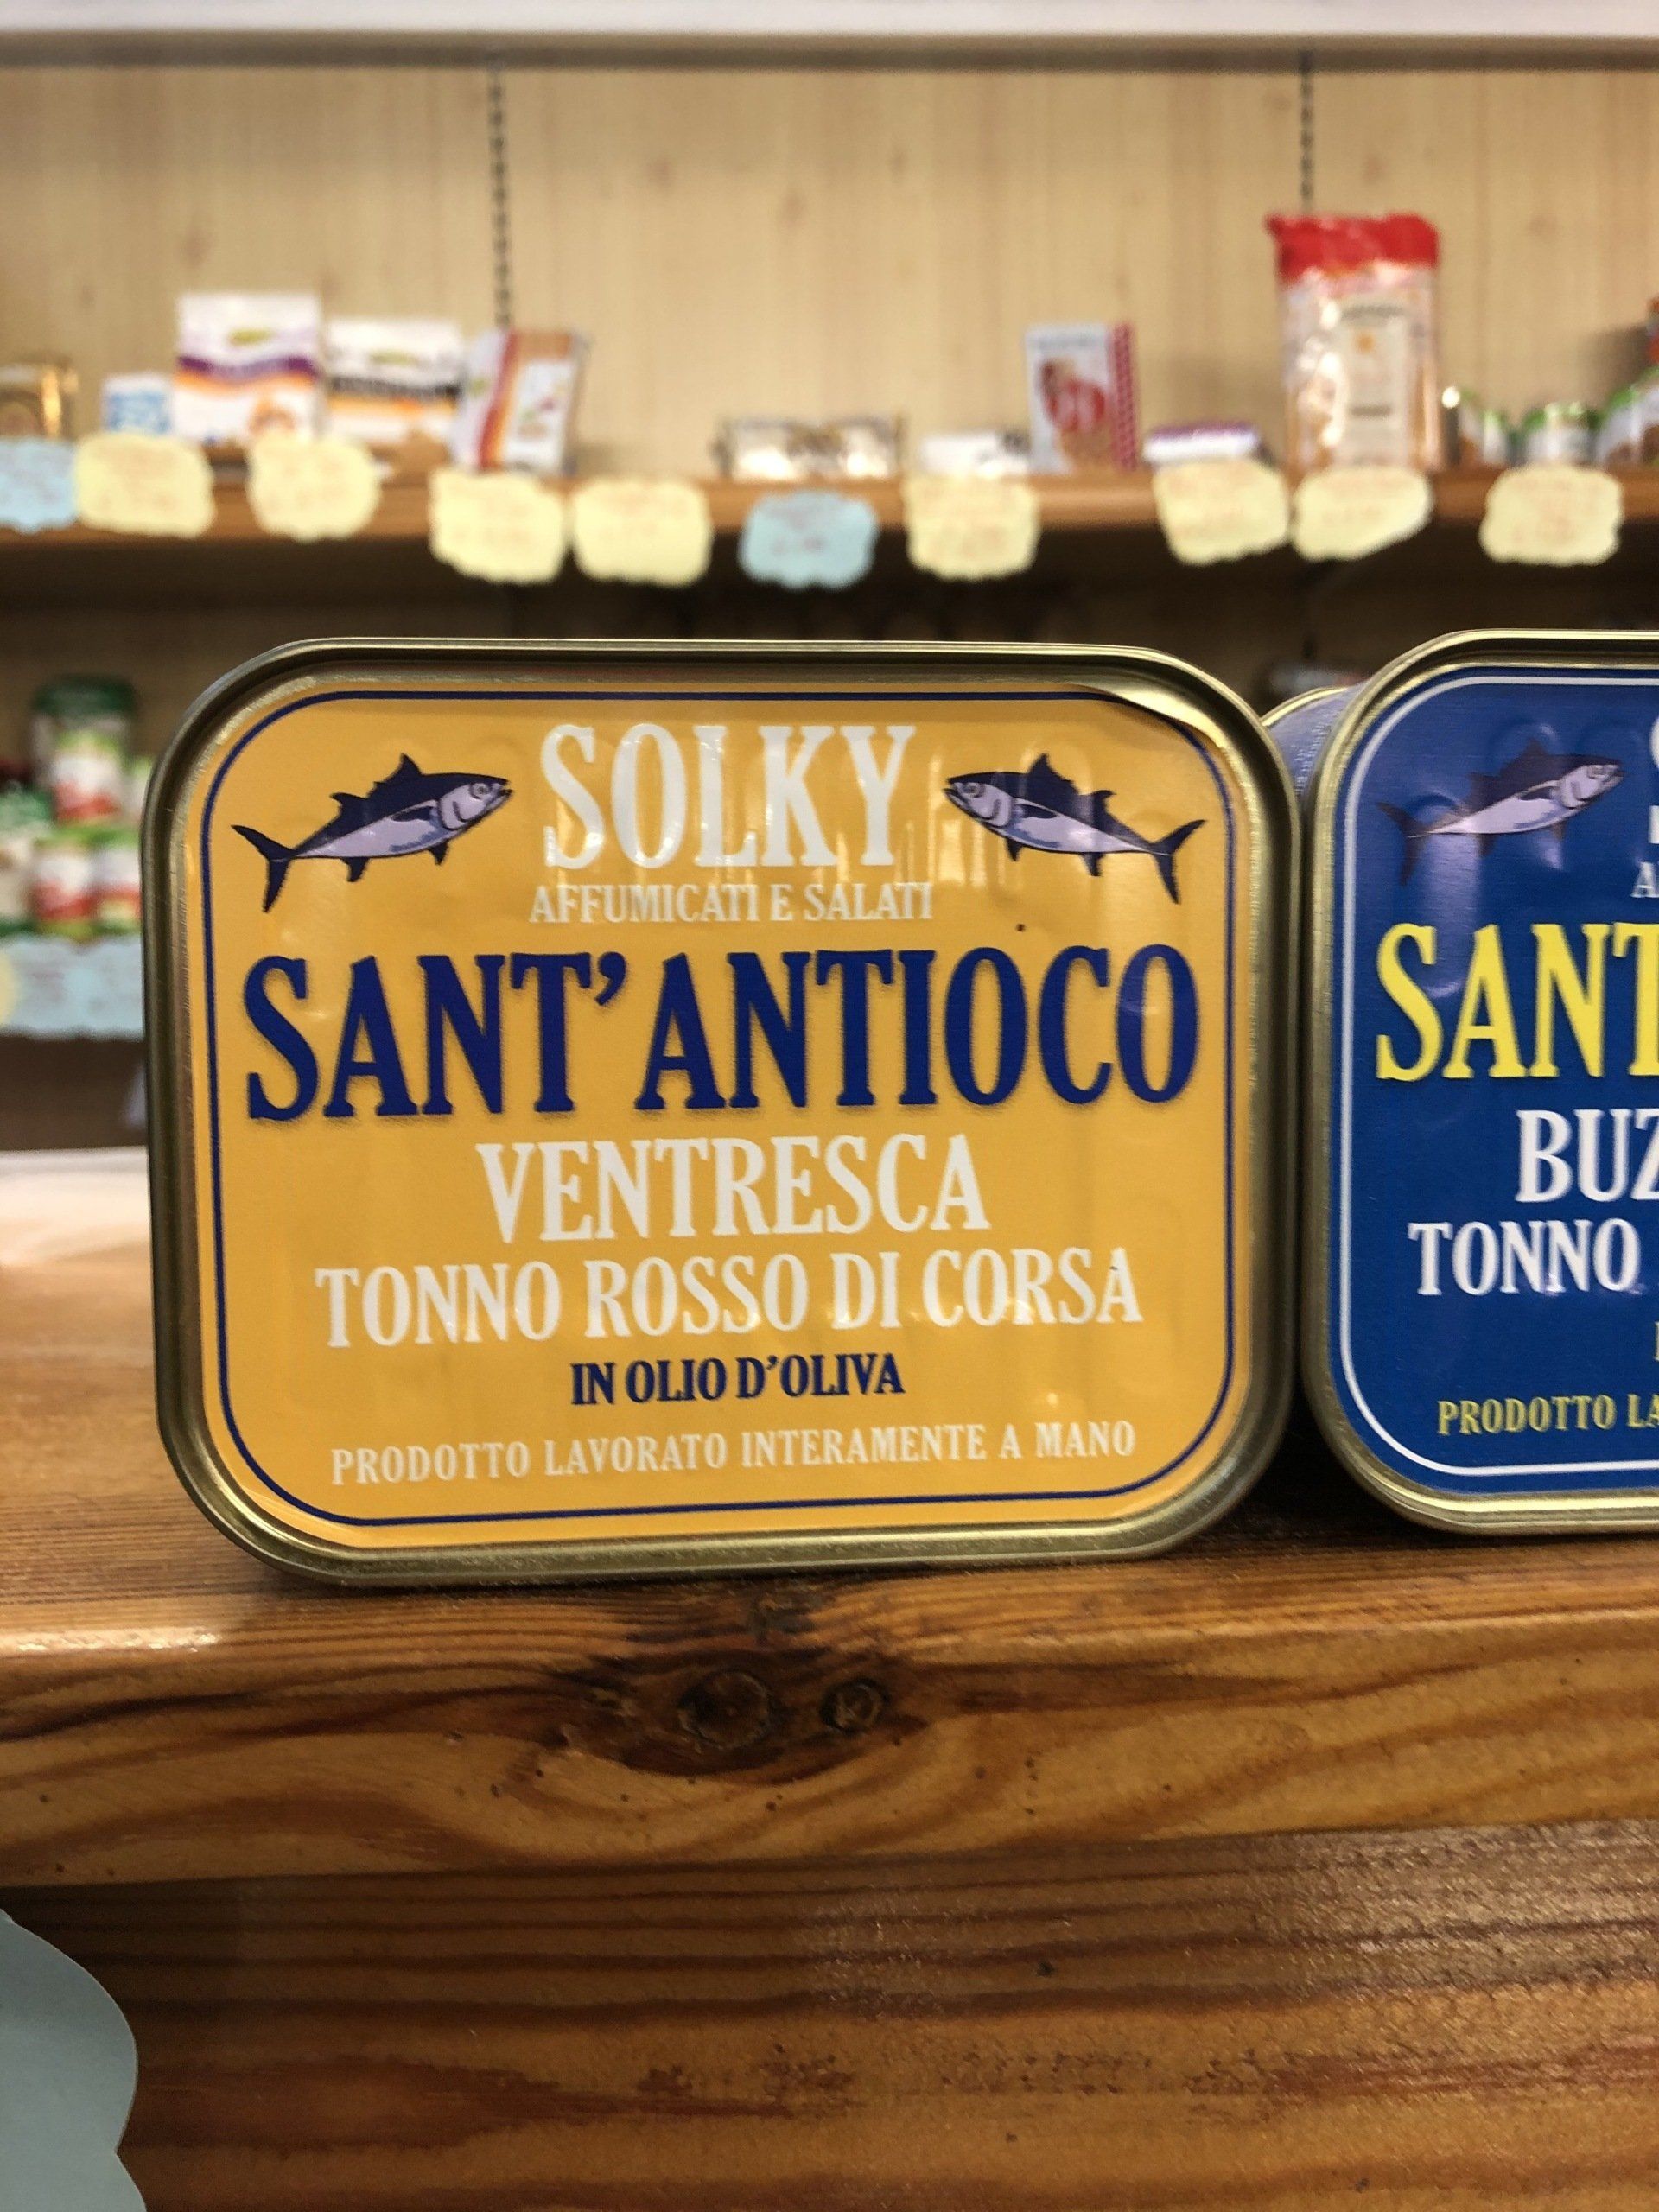 SOLKY
AFFUMICATI E SALATI
SANT'ANTIOCO
VENTRESCA
TONNO ROSSO DI CORSA
IN OLIO D'OLIVA
PRODOTTO LAVORATO INTERAMENTE A MANO
SANT
BUZ
TONNO
PRODOTTO LA